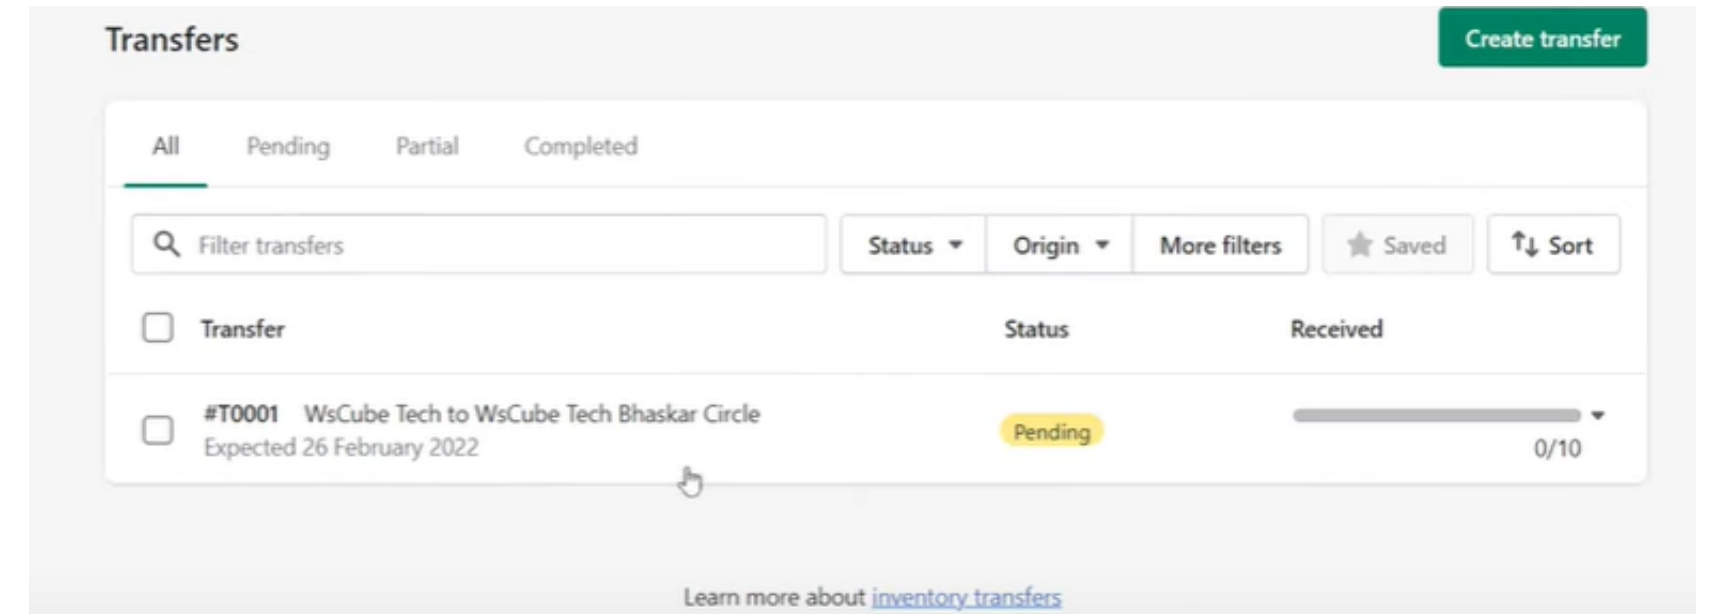 Transfers
Create transfer
All Pending Partial Completed
Filter transfers Status Origin More filters Saved Sort
Transfer Status Received
#T0001 WsCube Tech to WsCube Tech Bhaskar Circle
Expected 26 February 2022
Pending
0/10
Learn more about inventory transfers